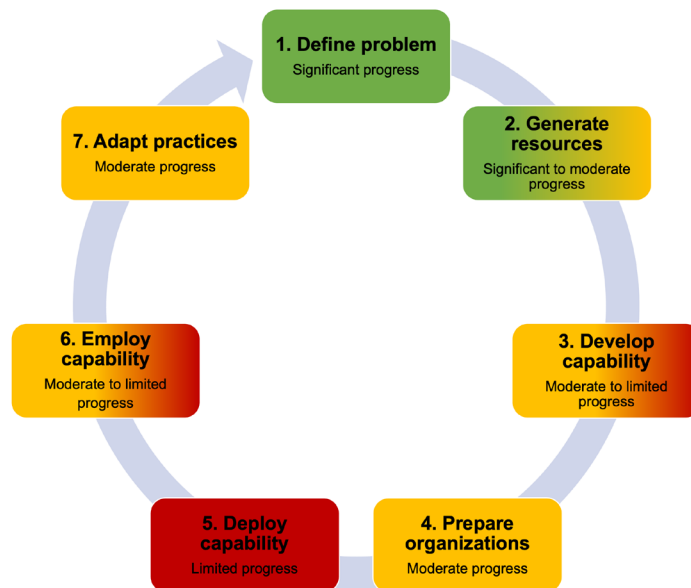 1. Define problem
Significant progress
2. Generate
resources
Significant to moderate
progress
3. Develop
capability
Moderate to limited
progress
4. Prepare
organizations
Moderate progress
5. Deploy
capability
Limited progress
6. Employ
capability
Moderate to limited
progress
7. Adapt practices
Moderate progress